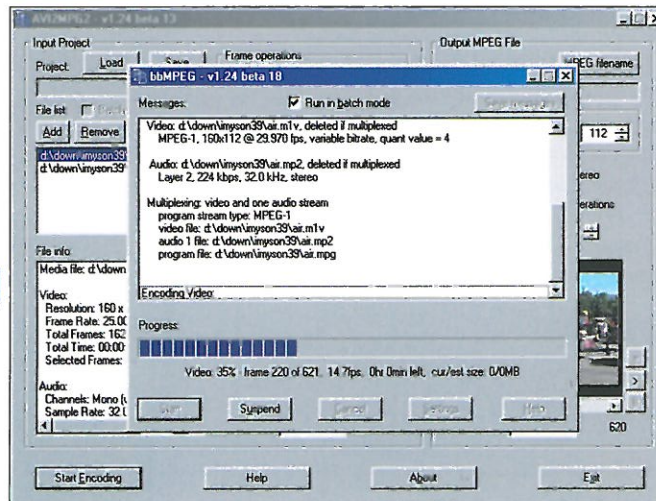 AVI2MPG2 - v1.24 beta 13
Input Project
Project:
Load
Save
Frame operations
Output MPEG File
MPEG filename
File list:
Add
Remove
112
d:\down\imyson39\
d:\down\imyson39\
File info:
Media file: d:\down
Video:
Resolution: 160 x
Frame Rate: 25.00
Total Frames: 162
Total Time: 00:00:
Selected Frames:
Audio:
Channels: Mono (u
Sample Rate: 32.0
620
Start Encoding
Help
About
Exit
bbMPEG - v1.24 beta 18
Messages:
Run in batch mode
Video: d:\down\imyson39\air.m1v, deleted if multiplexed
MPEG-1, 160x112 @ 29.970 fps, variable bitrate, quant value = 4
Audio: d:\down\imyson39\air.mp2, deleted if multiplexed
Layer 2, 224 kbps, 32.0 kHz, stereo
Multiplexing: video and one audio stream
program stream type: MPEG-1
video file: d:\down\imyson39\air.m1v
audio 1 file: d:\down\imyson39\air.mp2
program file: d:\down\imyson39\air.mpg
Encoding Video:
Progress:
Video: 35% - frame 220 of 621, 14.7fps, 0hr 0min left, cur/est size: 0/0MB
Start
Suspend
Cancel
Settings
Help